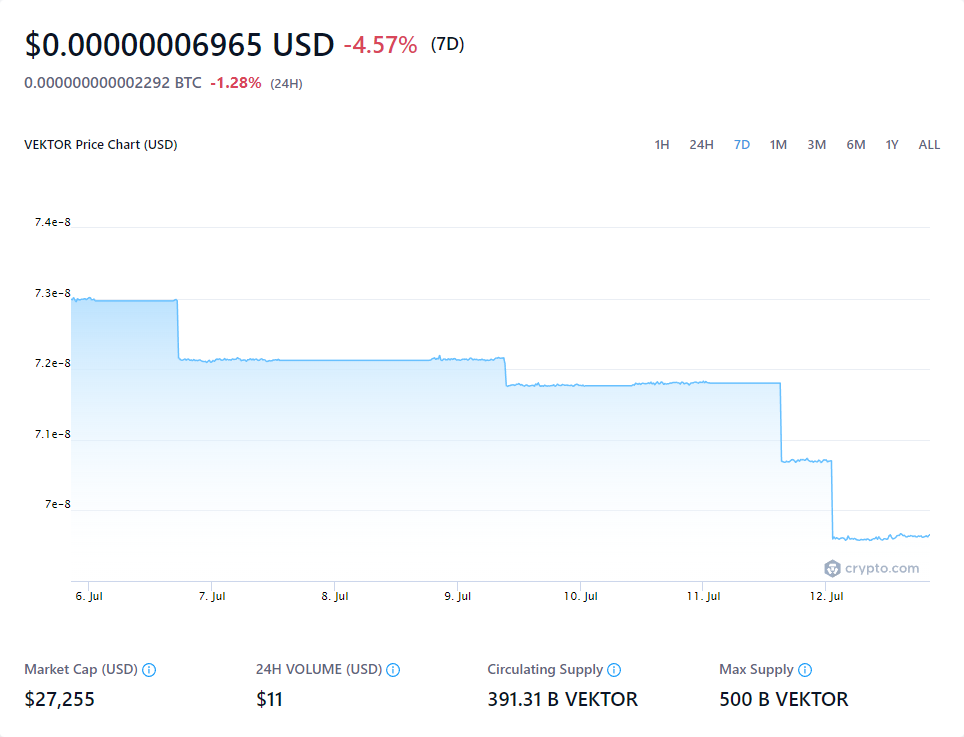 $0.00000006965 USD -4.57% (7D)
0.000000000002292 BTC -1.28% (24H)
VEKTOR Price Chart (USD) 1H 24H 7D 1M 3M 6M 1Y ALL
7.4e-8
7.3e-8
7.2e-8
7.1e-8
7e-8
crypto.com
6. Jul 7. Jul 8. Jul 9. Jul 10. Jul 11. Jul 12. Jul
Market Cap (USD) 24H VOLUME (USD) Circulating Supply Max Supply
$27,255 $11 391.31 B VEKTOR 500 B VEKTOR